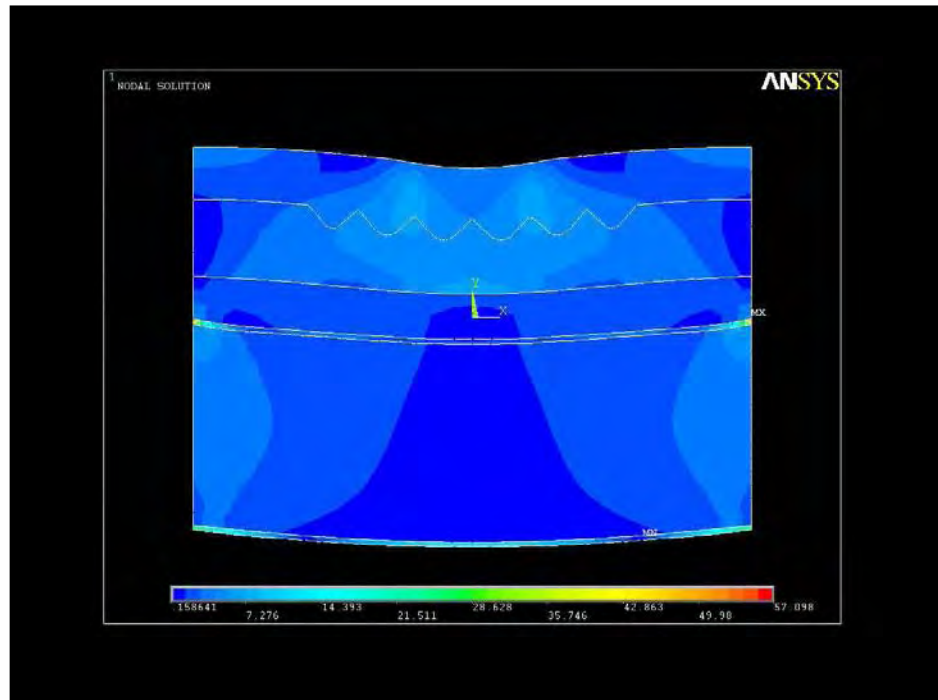 1
NODAL SOLUTION
ANSYS
Y
X
MX
MN
.158641
7.276
14.393
21.511
28.628
35.746
42.863
49.98
57.098